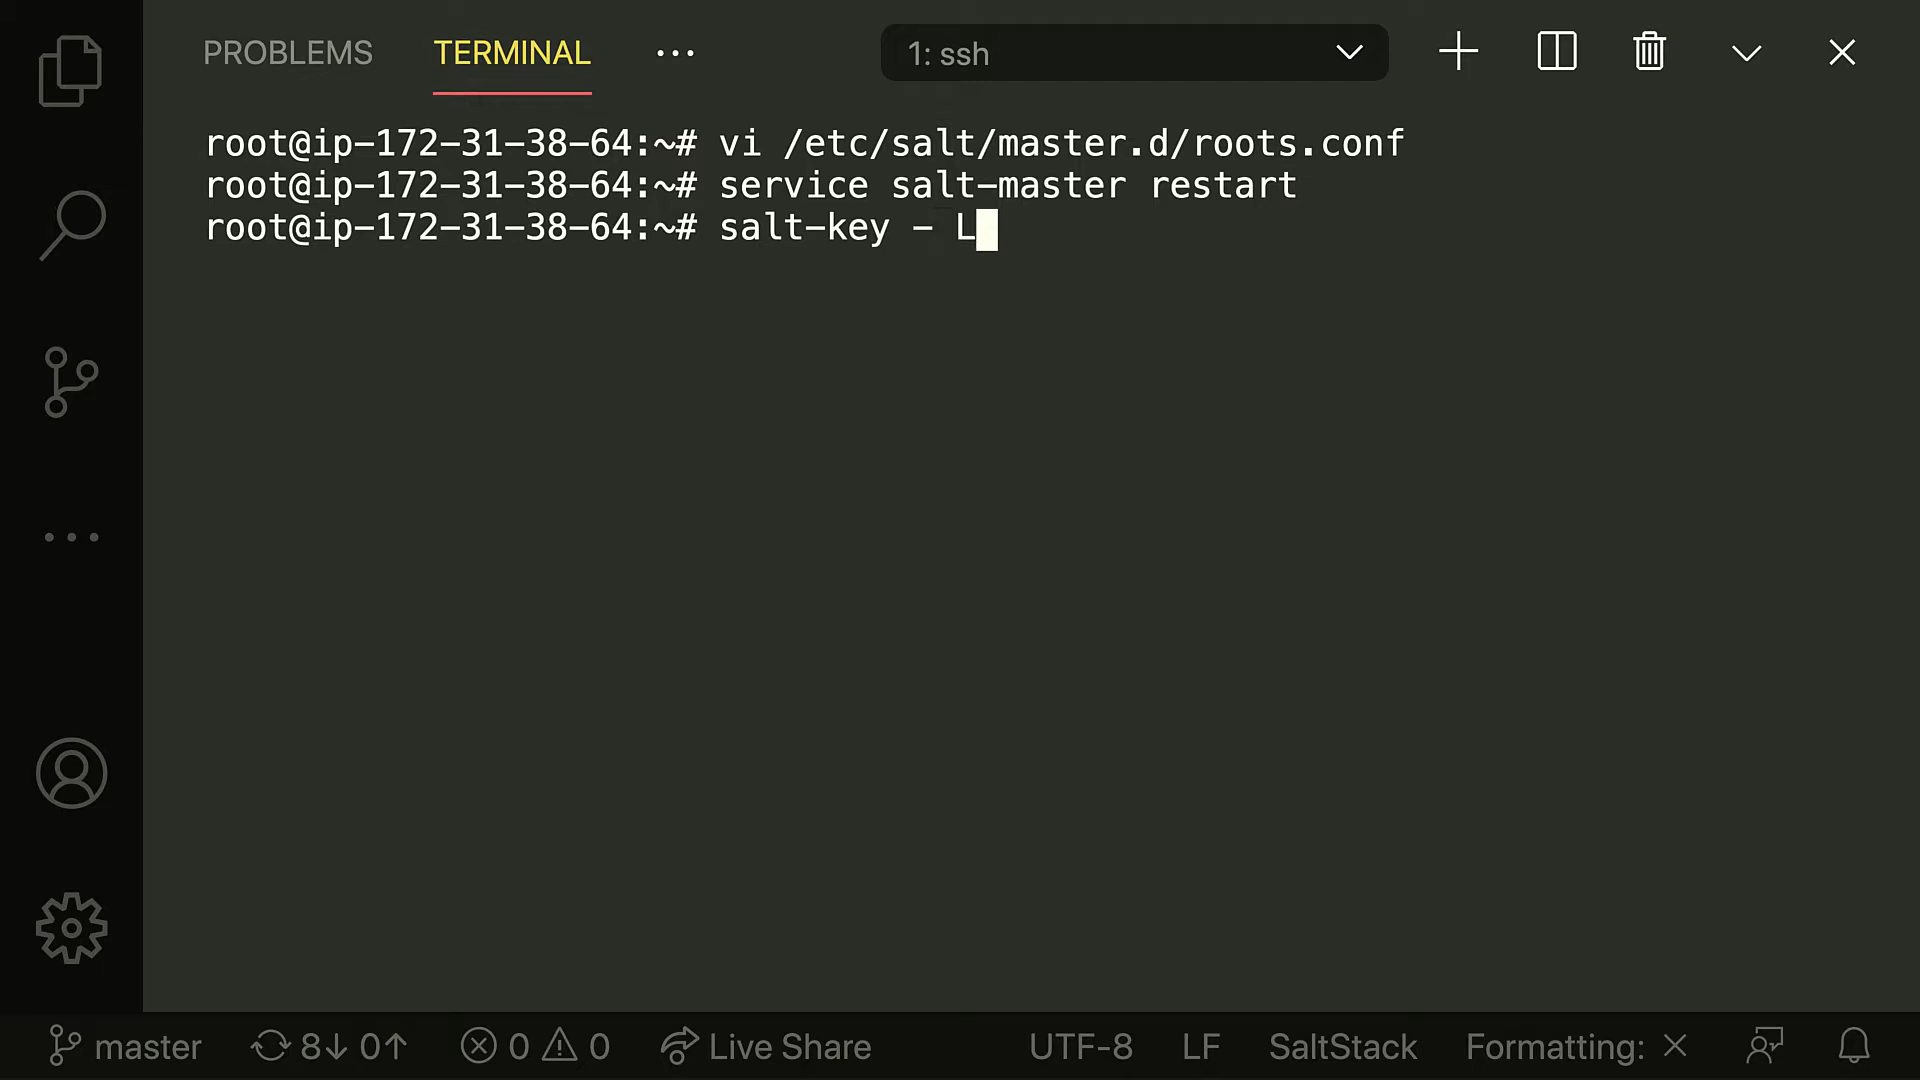 PROBLEMS TERMINAL ··· 1: ssh
root@ip-172-31-38-64:~# vi /etc/salt/master.d/roots.conf
root@ip-172-31-38-64:~# service salt-master restart
root@ip-172-31-38-64:~# salt-key - L
master 8↓ 0↑ 0 0 Live Share UTF-8 LF SaltStack Formatting: ×